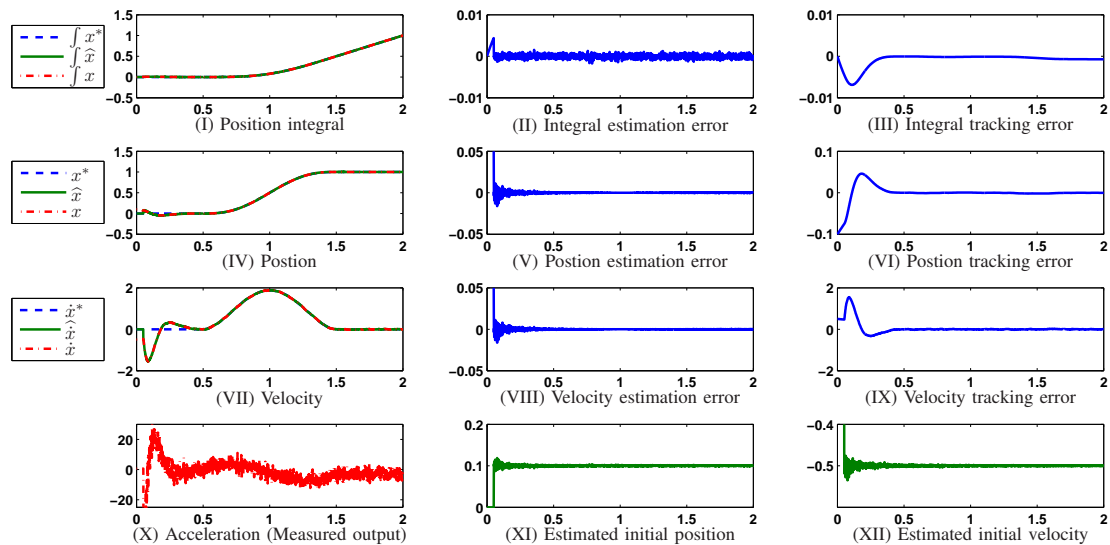 ∫ x*
∫ x̂
∫ x
1.5
1
0.5
0
−0.5
0 0.5 1 1.5 2
(I) Position integral
0.01
0
−0.01
0 0.5 1 1.5 2
(II) Integral estimation error
0.01
0
−0.01
0 0.5 1 1.5 2
(III) Integral tracking error
x*
x̂
x
1.5
1
0.5
0
−0.5
0 0.5 1 1.5 2
(IV) Postion
0.05
0
−0.05
0 0.5 1 1.5 2
(V) Postion estimation error
0.1
0
−0.1
0 0.5 1 1.5 2
(VI) Postion tracking error
ẋ*
ẋ̂
ẋ
2
0
−2
0 0.5 1 1.5 2
(VII) Velocity
0.05
0
−0.05
0 0.5 1 1.5 2
(VIII) Velocity estimation error
2
0
−2
0 0.5 1 1.5 2
(IX) Velocity tracking error
20
0
−20
0 0.5 1 1.5 2
(X) Acceleration (Measured output)
0.2
0.1
0
0 0.5 1 1.5 2
(XI) Estimated initial position
−0.4
−0.5
0 0.5 1 1.5 2
(XII) Estimated initial velocity